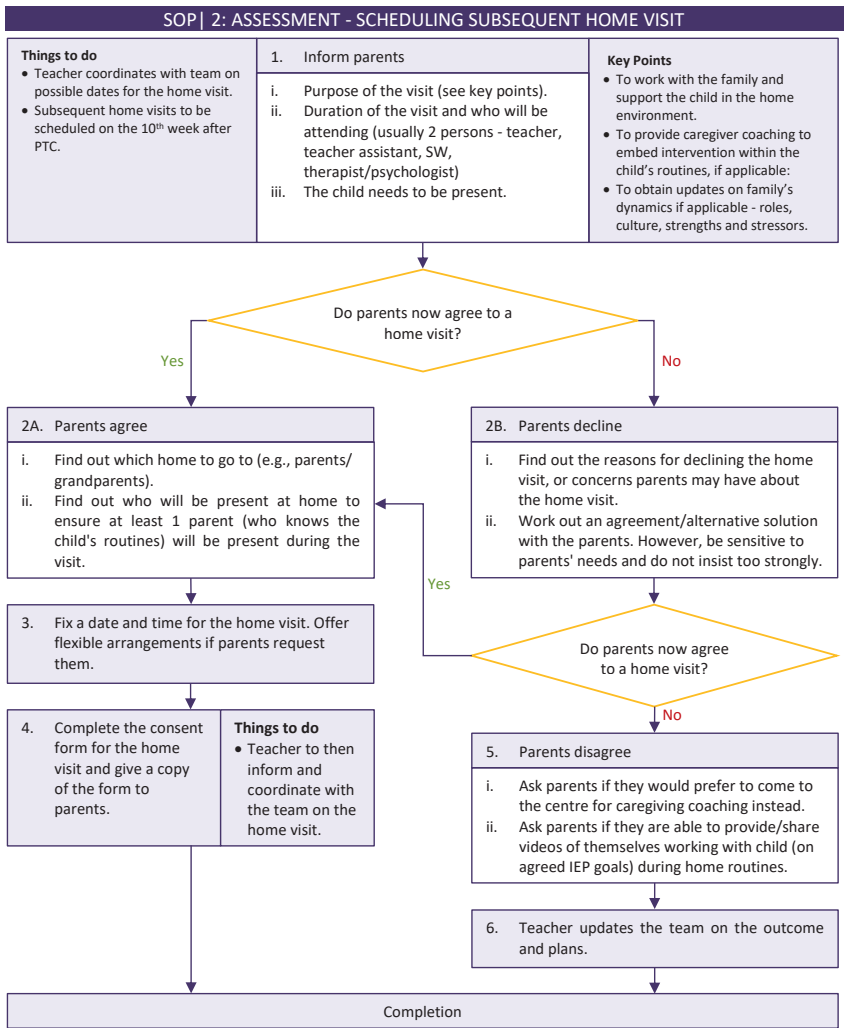 SOP| 2: ASSESSMENT - SCHEDULING SUBSEQUENT HOME VISIT
Things to do
• Teacher coordinates with team on
possible dates for the home visit.
• Subsequent home visits to be
scheduled on the 10th week after
PTC.
1. Inform parents
i. Purpose of the visit (see key points).
ii. Duration of the visit and who will be
attending (usually 2 persons - teacher,
teacher assistant, SW,
therapist/psychologist)
iii. The child needs to be present.
Key Points
• To work with the family and
support the child in the home
environment.
• To provide caregiver coaching to
embed intervention within the
child's routines, if applicable:
• To obtain updates on family's
dynamics if applicable - roles,
culture, strengths and stressors.
Do parents now agree to a
home visit?
Yes
No
2A. Parents agree
i. Find out which home to go to (e.g., parents/
grandparents).
ii. Find out who will be present at home to
ensure at least 1 parent (who knows the
child's routines) will be present during the
visit.
2B. Parents decline
i. Find out the reasons for declining the home
visit, or concerns parents may have about
the home visit.
ii. Work out an agreement/alternative solution
with the parents. However, be sensitive to
parents' needs and do not insist too strongly.
Yes
3. Fix a date and time for the home visit. Offer
flexible arrangements if parents request
them.
Do parents now agree
to a home visit?
No
4. Complete the consent
form for the home
visit and give a copy
of the form to
parents.
Things to do
• Teacher to then
inform and
coordinate with
the team on the
home visit.
5. Parents disagree
i. Ask parents if they would prefer to come to
the centre for caregiving coaching instead.
ii. Ask parents if they are able to provide/share
videos of themselves working with child (on
agreed IEP goals) during home routines.
6. Teacher updates the team on the outcome
and plans.
Completion